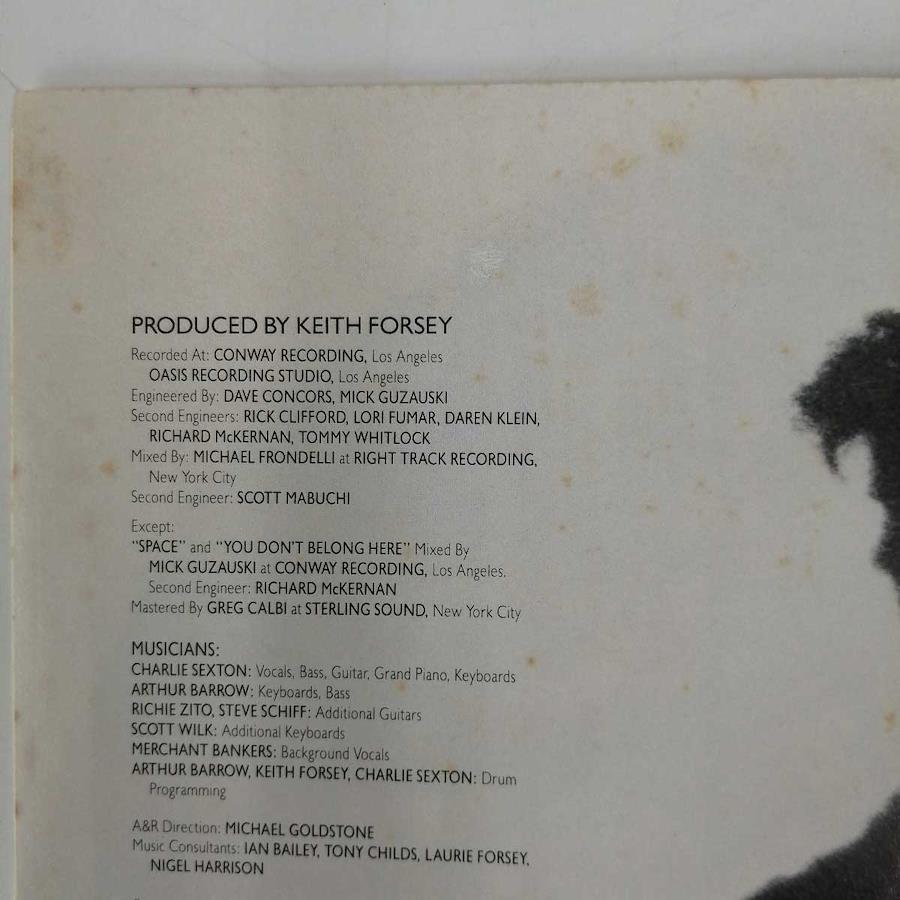 PRODUCED BY KEITH FORSEY
Recorded At: CONWAY RECORDING, Los Angeles
OASIS RECORDING STUDIO, Los Angeles
Engineered By: DAVE CONCORS, MICK GUZAUSKI
Second Engineers: RICK CLIFFORD, LORI FUMAR, DAREN KLEIN,
RICHARD McKERNAN, TOMMY WHITLOCK
Mixed By: MICHAEL FRONDELLI at RIGHT TRACK RECORDING,
New York City
Second Engineer: SCOTT MABUCHI
Except:
“SPACE” and “YOU DON'T BELONG HERE” Mixed By
MICK GUZAUSKI at CONWAY RECORDING, Los Angeles.
Second Engineer: RICHARD McKERNAN
Mastered By GREG CALBI at STERLING SOUND, New York City
MUSICIANS:
CHARLIE SEXTON: Vocals, Bass, Guitar, Grand Piano, Keyboards
ARTHUR BARROW: Keyboards, Bass
RICHIE ZITO, STEVE SCHIFF: Additional Guitars
SCOTT WILK: Additional Keyboards
MERCHANT BANKERS: Background Vocals
ARTHUR BARROW, KEITH FORSEY, CHARLIE SEXTON: Drum
Programming
A&R Direction: MICHAEL GOLDSTONE
Music Consultants: IAN BAILEY, TONY CHILDS, LAURIE FORSEY,
NIGEL HARRISON